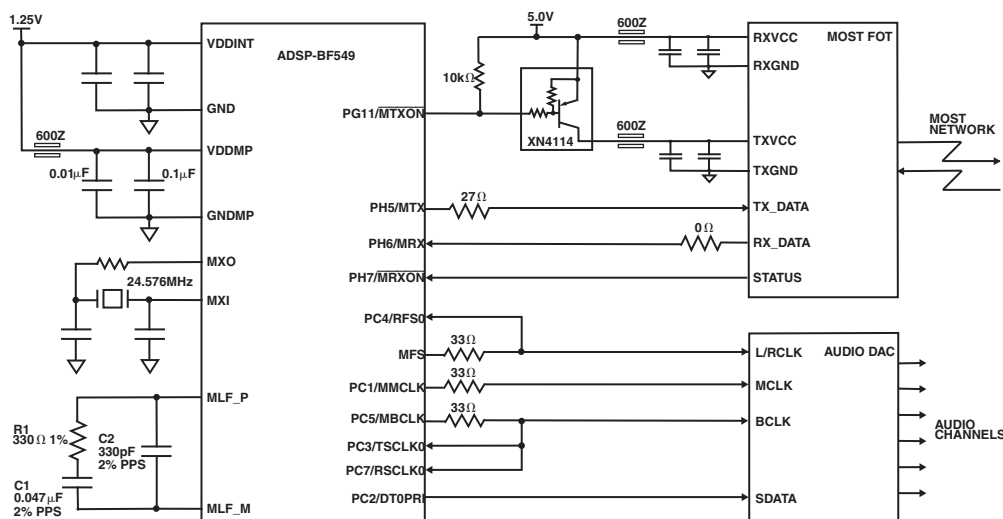 1.25V
5.0V
600Z
VDDINT
ADSP-BF549
RXVCC
MOST FOT
RXGND
10kΩ
GND
PG11/MTXON
XN4114
600Z
MOST
NETWORK
600Z
VDDMP
TXVCC
0.01μF
0.1μF
TXGND
27Ω
PH5/MTX
TX_DATA
GNDMP
0Ω
PH6/MRX
RX_DATA
MXO
24.576MHz
PH7/MRXON
STATUS
MXI
PC4/RFS0
33Ω
MFS
L/RCLK
AUDIO DAC
33Ω
PC1/MMCLK
MCLK
MLF_P
33Ω
PC5/MBCLK
BCLK
R1
330Ω 1%
C2
330pF
2% PPS
AUDIO
CHANNELS
PC3/TSCLK0
PC7/RSCLK0
C1
0.047μF
2% PPS
PC2/DT0PRI
SDATA
MLF_M